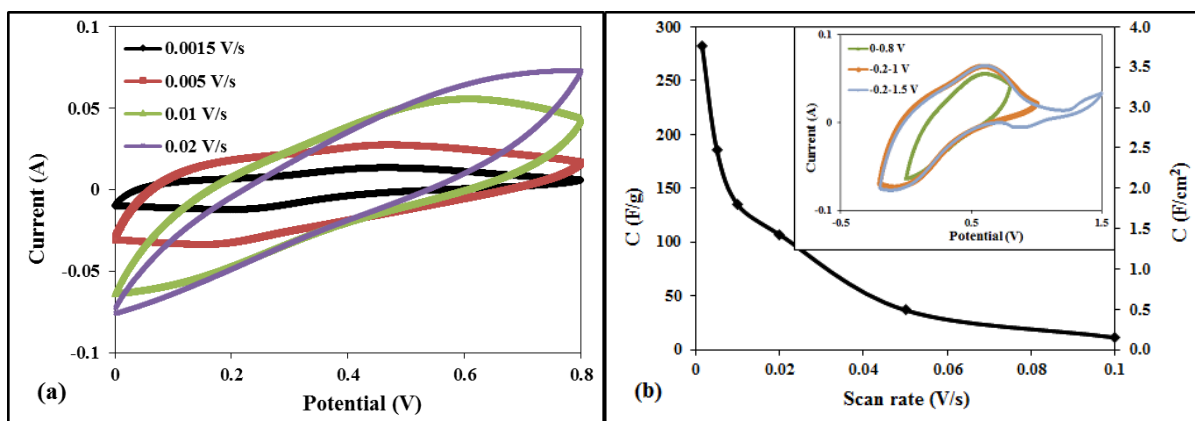 0.1
0.05
0
-0.05
-0.1
Current (A)
0.0015 V/s
0.005 V/s
0.01 V/s
0.02 V/s
0 0.2 0.4 0.6 0.8
Potential (V)
(a)
300
250
200
150
100
50
0
C (F/g)
4.0
3.5
3.0
2.5
2.0
1.5
1.0
0.5
0.0
C (F/cm2)
0.1
0
-0.1
Current (A)
0-0.8 V
-0.2-1 V
-0.2-1.5 V
-0.5 0.5 1.5
Potential (V)
0 0.02 0.04 0.06 0.08 0.1
Scan rate (V/s)
(b)